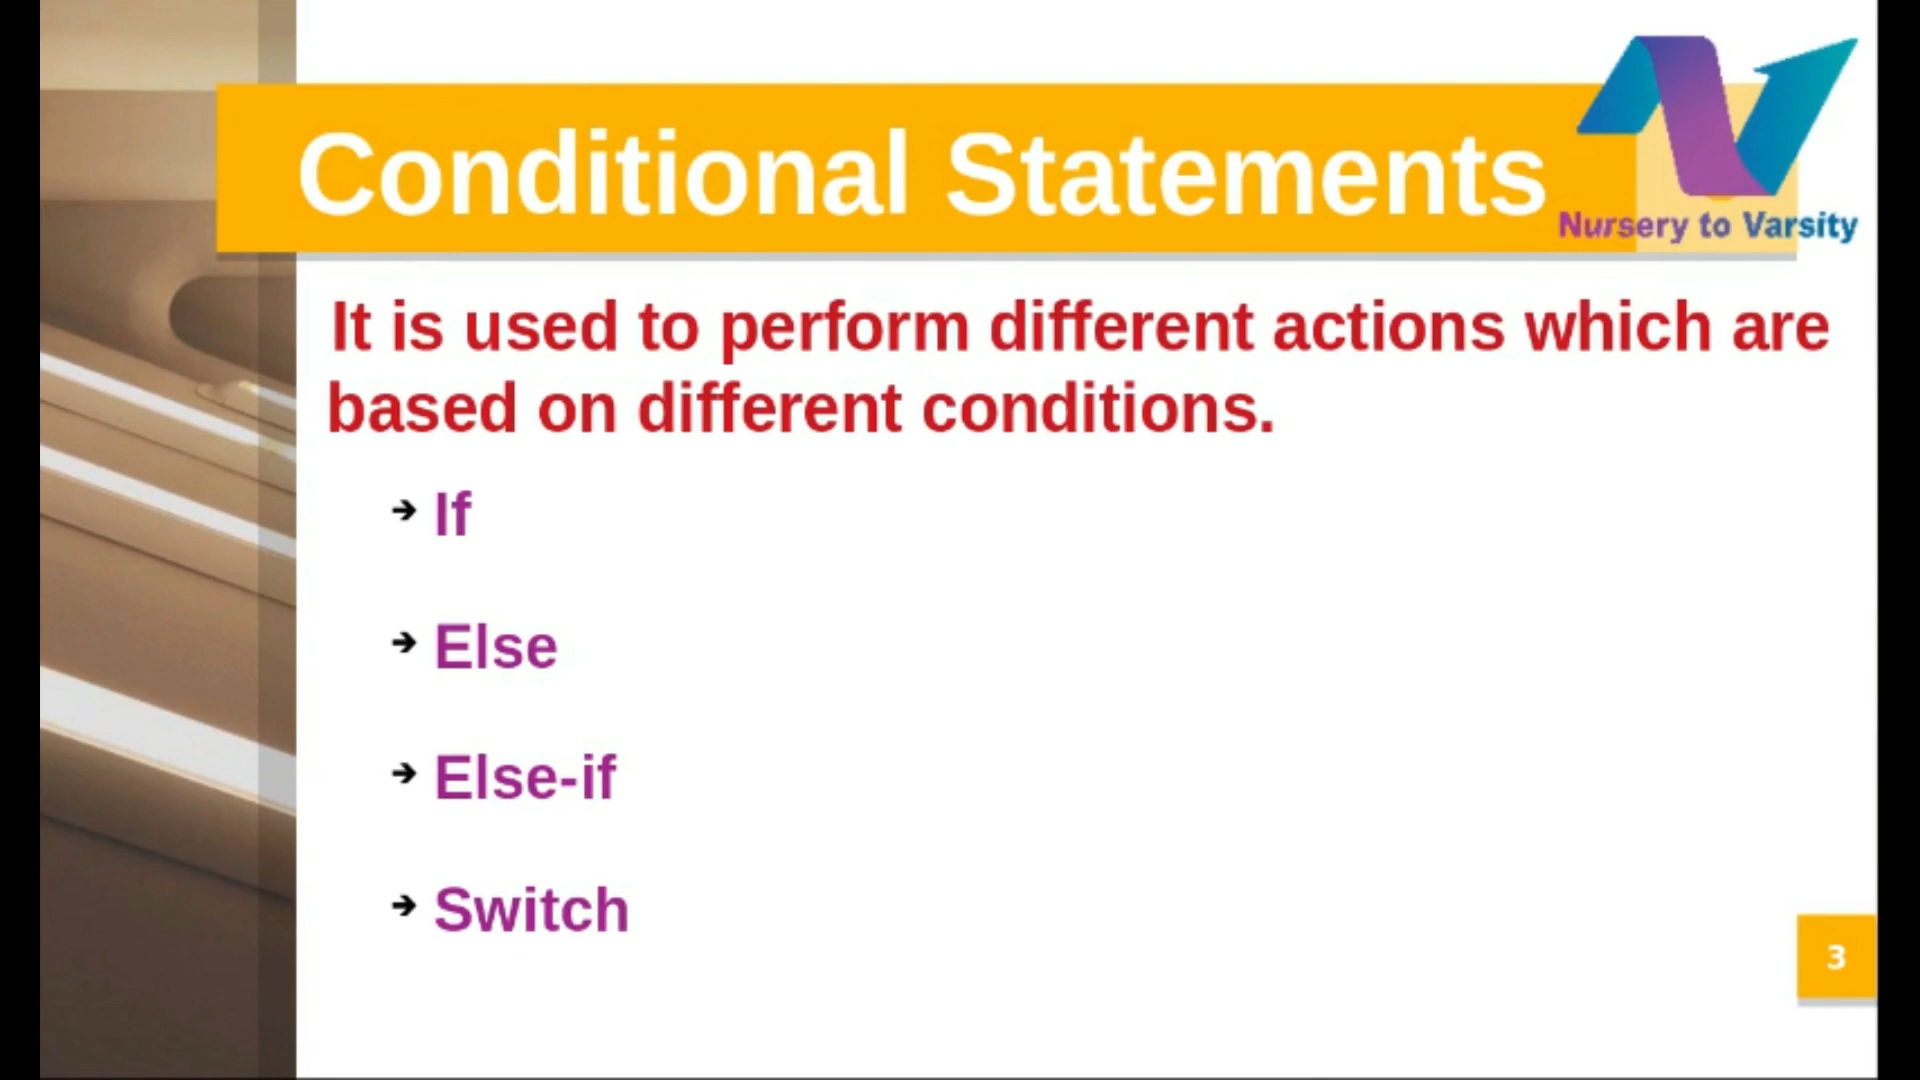 Conditional Statements
Nursery to Varsity
It is used to perform different actions which are
based on different conditions.
➔ If
➔ Else
➔ Else-if
➔ Switch
3